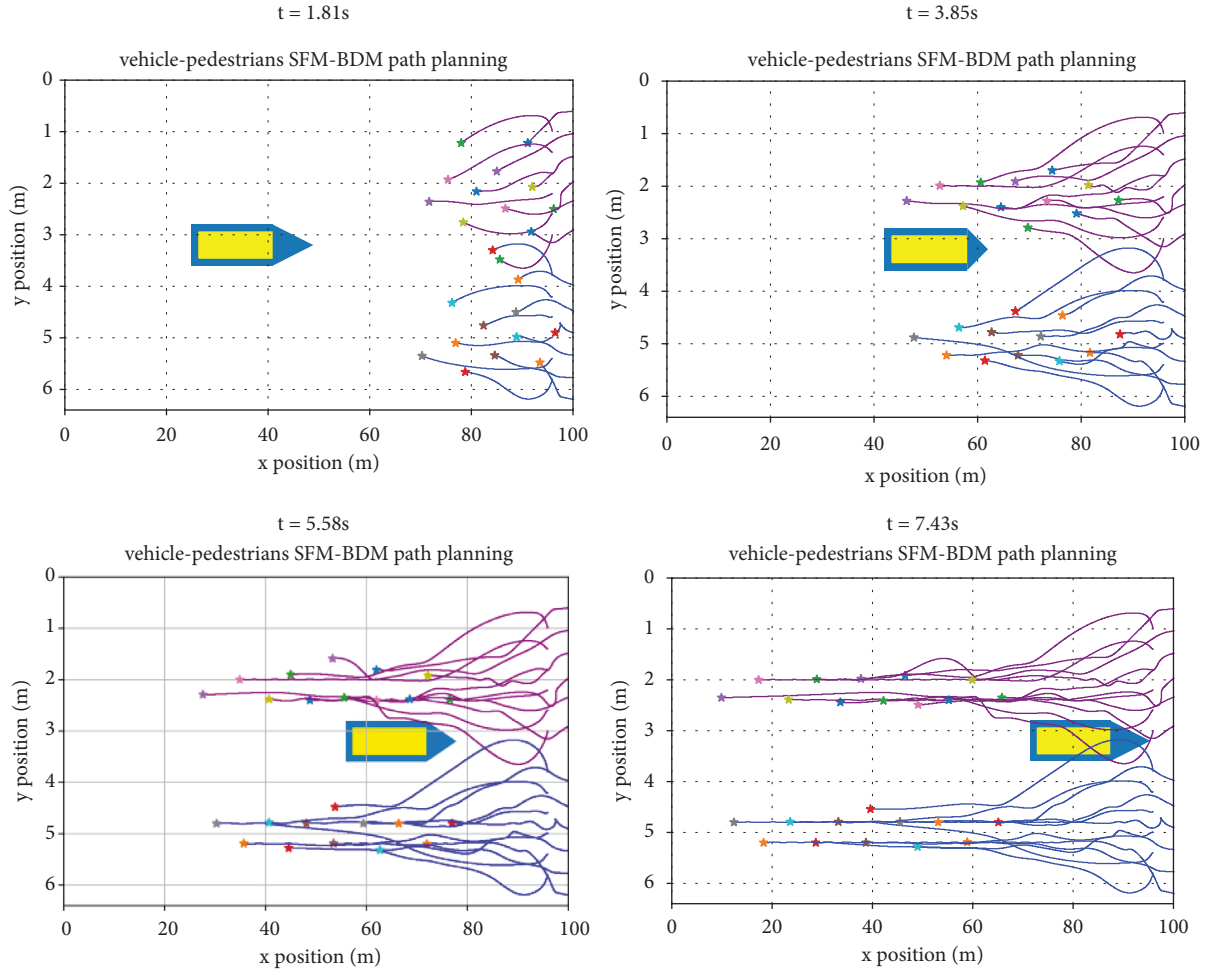 t = 1.81s
vehicle-pedestrians SFM-BDM path planning
0
1
2
3
4
5
6
y position (m)
0 20 40 60 80 100
x position (m)
t = 3.85s
vehicle-pedestrians SFM-BDM path planning
0
1
2
3
4
5
6
y position (m)
0 20 40 60 80 100
x position (m)
t = 5.58s
vehicle-pedestrians SFM-BDM path planning
0
1
2
3
4
5
6
y position (m)
0 20 40 60 80 100
x position (m)
t = 7.43s
vehicle-pedestrians SFM-BDM path planning
0
1
2
3
4
5
6
y position (m)
0 20 40 60 80 100
x position (m)